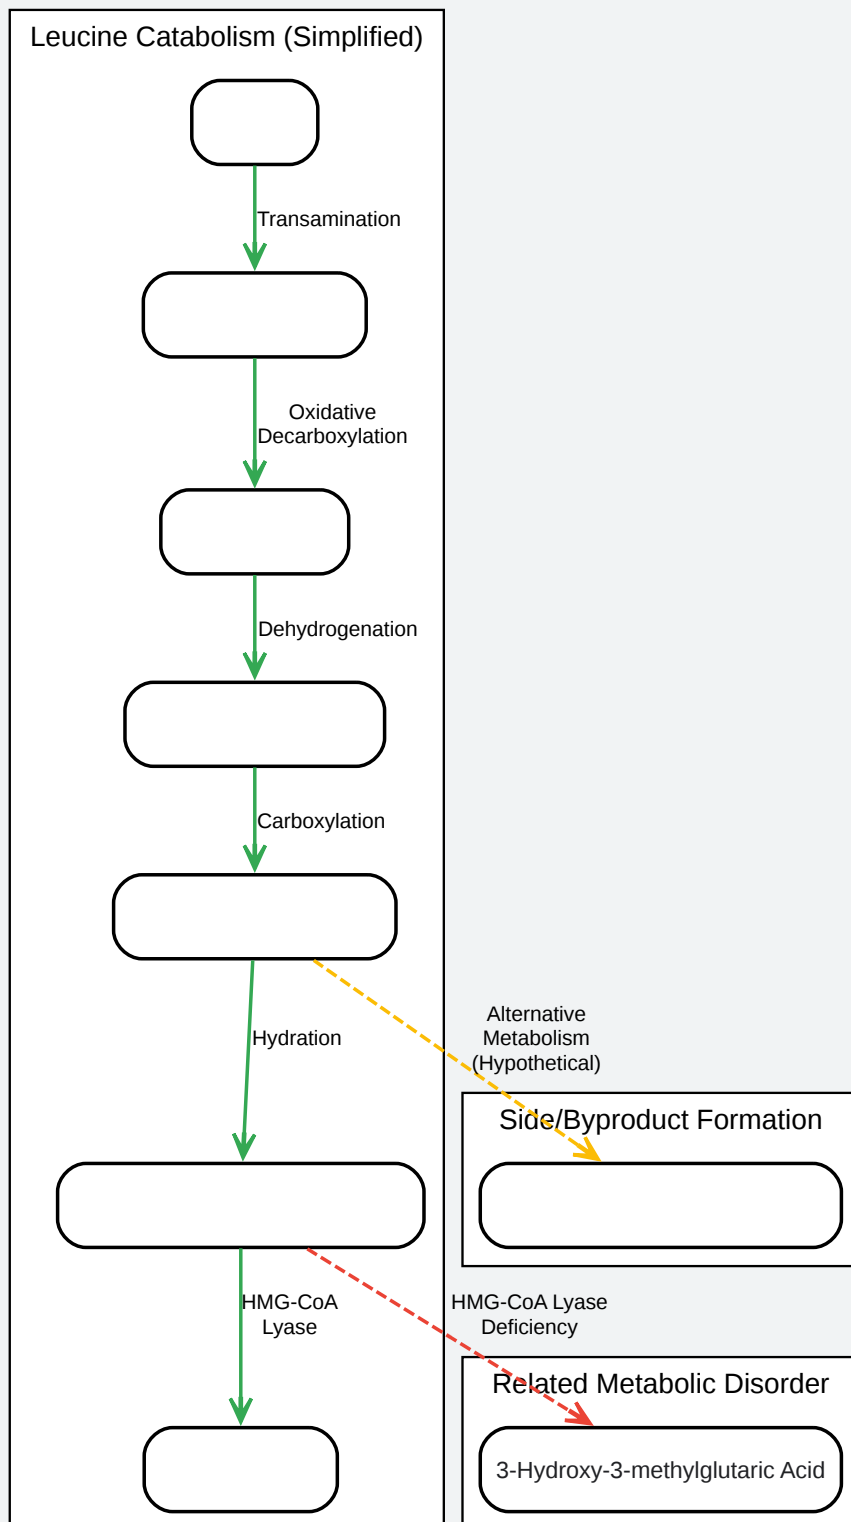 Leucine Catabolism (Simplified)
Transamination
Oxidative
Decarboxylation
Dehydrogenation
Carboxylation
Hydration
Alternative
Metabolism
(Hypothetical)
Side/Byproduct Formation
HMG-CoA
Lyase
HMG-CoA Lyase
Deficiency
Related Metabolic Disorder
3-Hydroxy-3-methylglutaric Acid